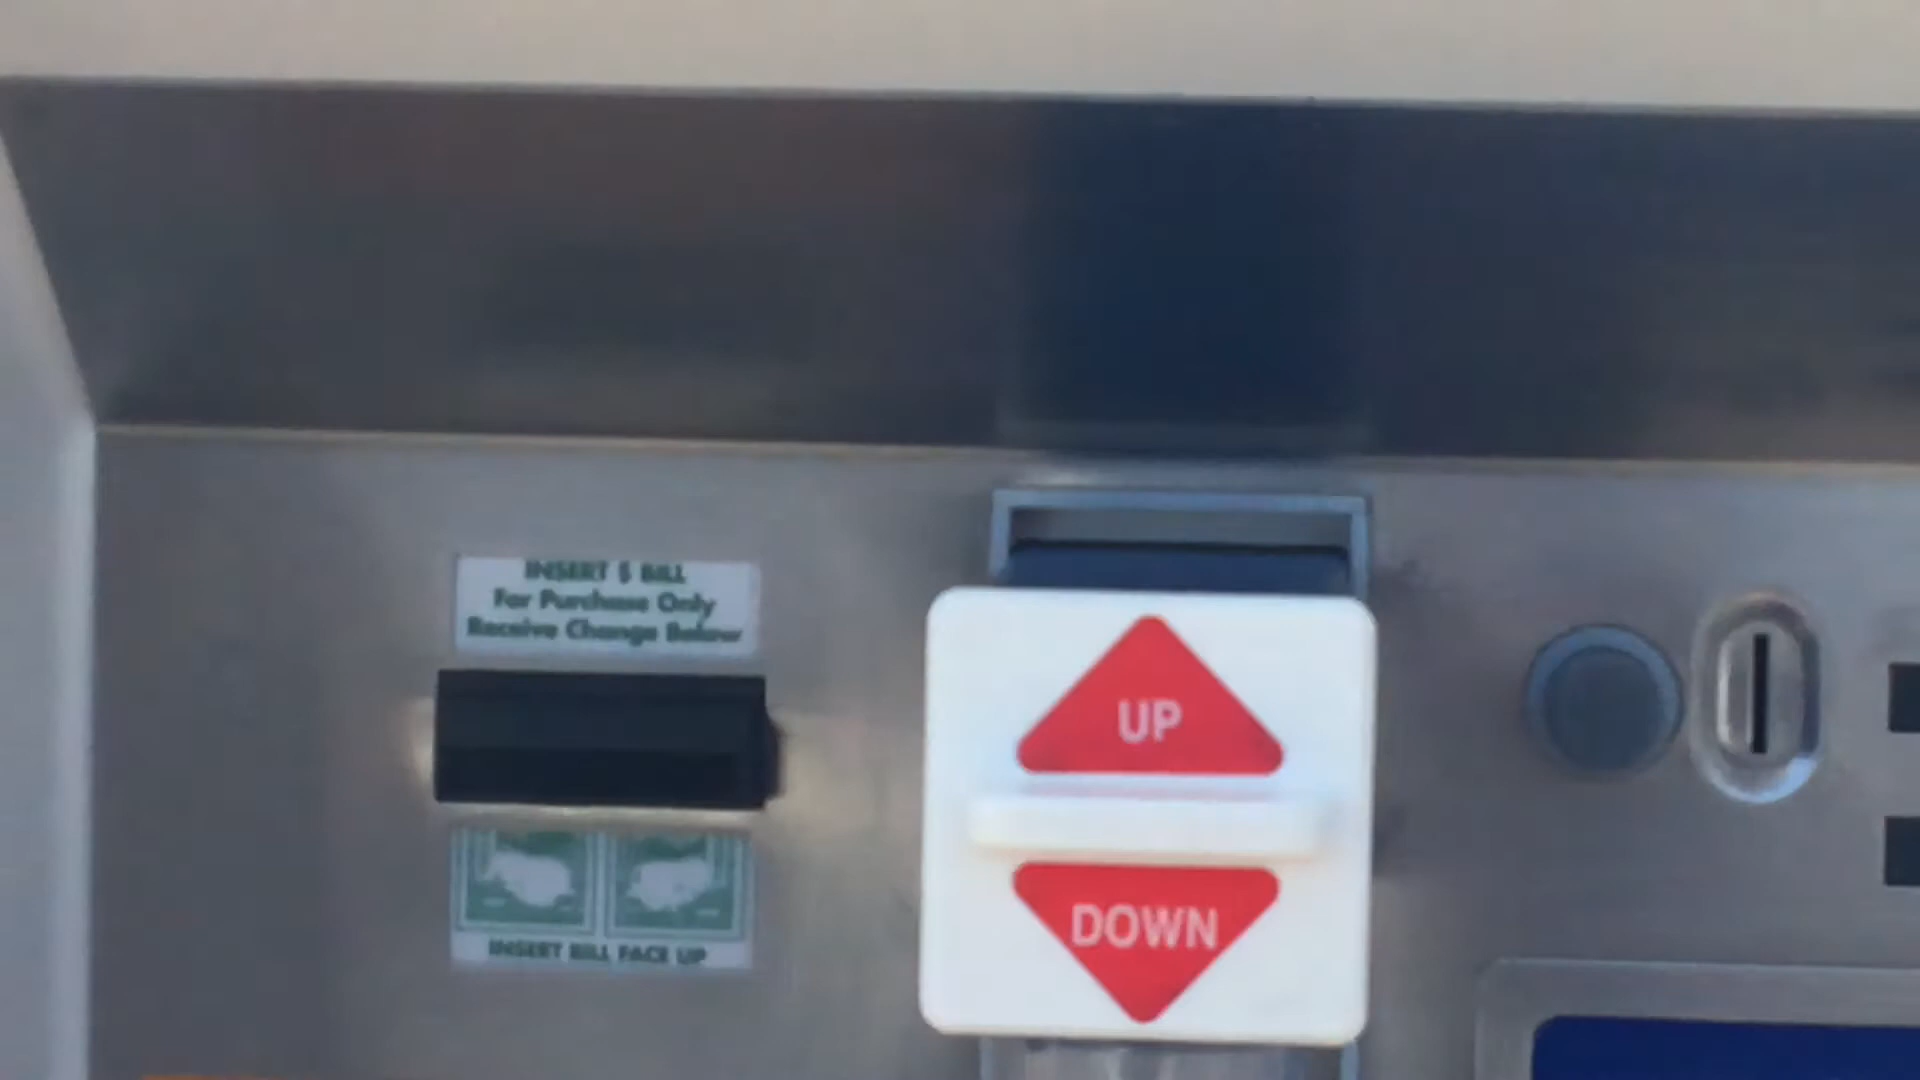 INSERT $ BILL
For Purchase Only
Receive Change Below
INSERT BILL FACE UP
UP
DOWN